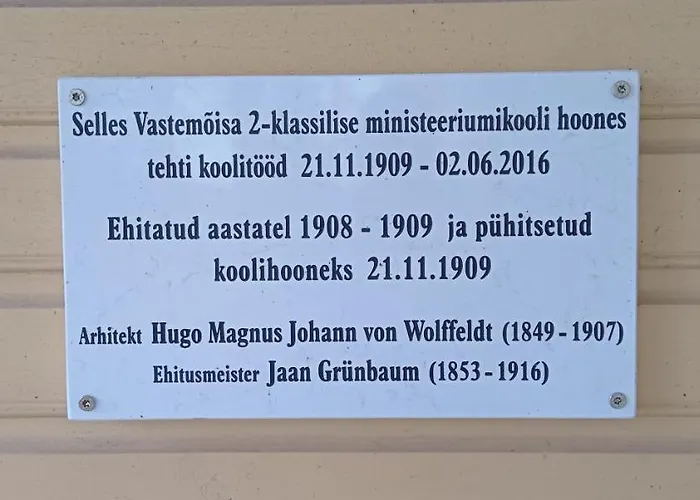 Selles Vastemõisa 2-klassilise ministeeriumikooli hoones
tehti koolitööd 21.11.1909 - 02.06.2016
Ehitatud aastatel 1908 - 1909 ja pühitsetud
koolihooneks 21.11.1909
Arhitekt Hugo Magnus Johann von Wolffeldt (1849 - 1907)
Ehitusmeister Jaan Grünbaum (1853 - 1916)